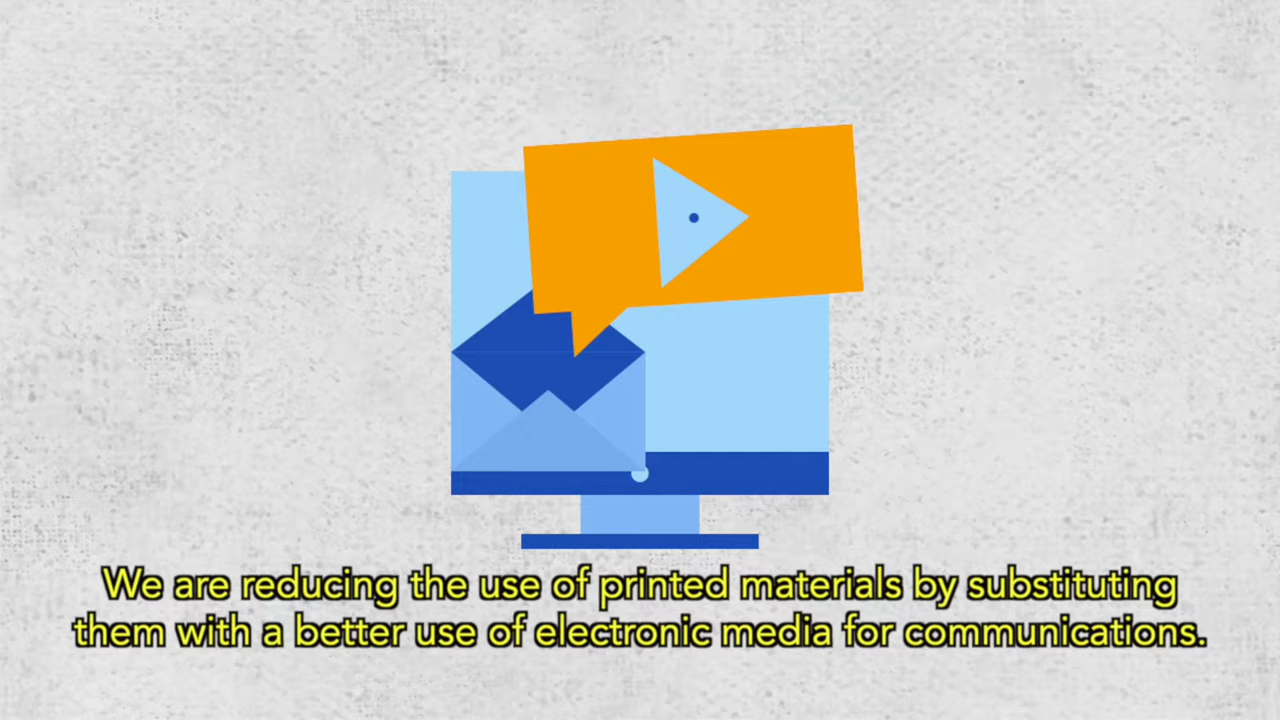 We are reducing the use of printed materials by substituting
them with a better use of electronic media for communications.